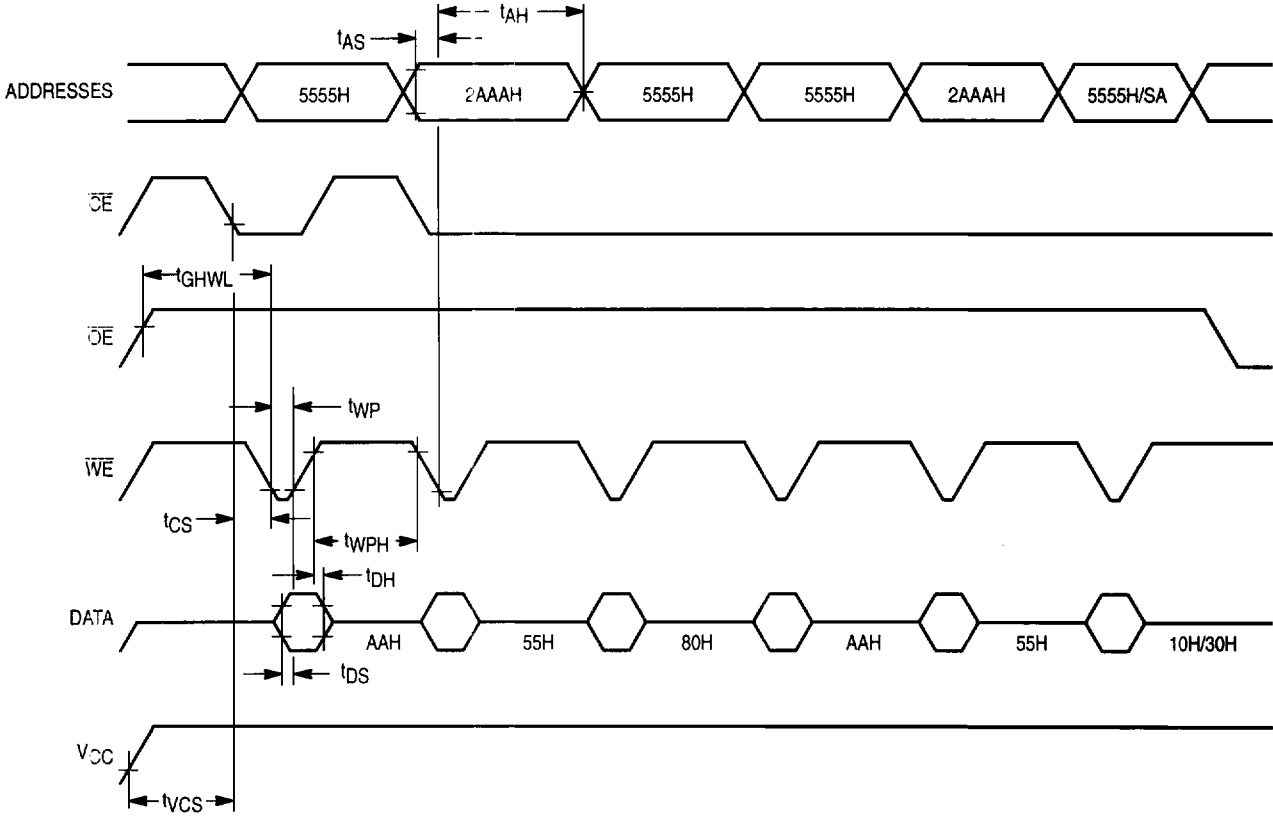 tAH
tAS
ADDRESSES 5555H 2AAAH 5555H 5555H 2AAAH 5555H/SA
CE
tGHWL
OE
tWP
WE
tCS tWPH
tDH
DATA AAH 55H 80H AAH 55H 10H/30H
tDS
VCC
tVCS